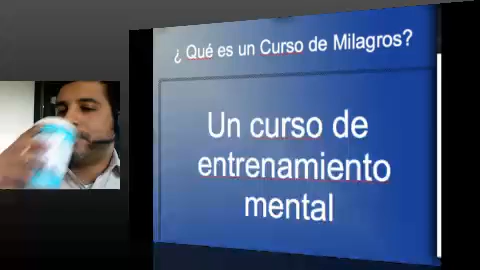 ¿ Qué es un Curso de Milagros?
Un curso de
entrenamiento
mental